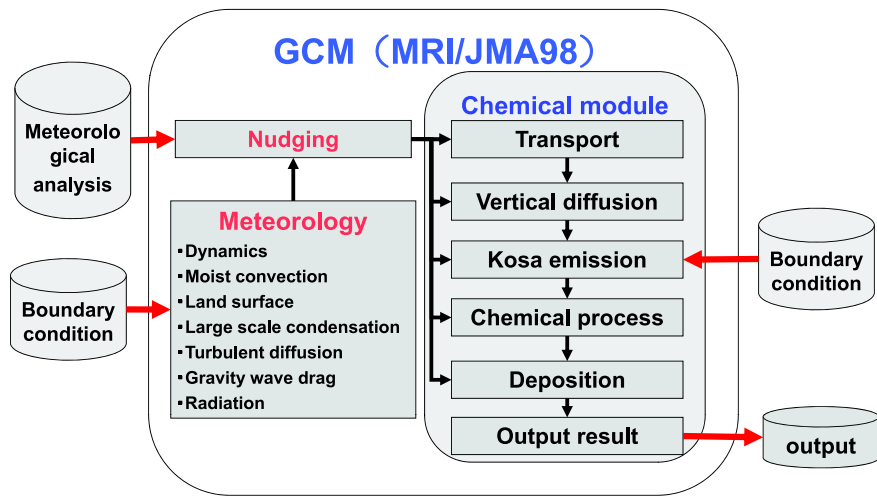 GCM（MRI/JMA98）
Meteorolo
gical
analysis
Boundary
condition
Nudging
Meteorology
▪Dynamics
▪Moist convection
▪Land surface
▪Large scale condensation
▪Turbulent diffusion
▪Gravity wave drag
▪Radiation
Chemical module
Transport
Vertical diffusion
Kosa emission
Chemical process
Deposition
Output result
Boundary
condition
output